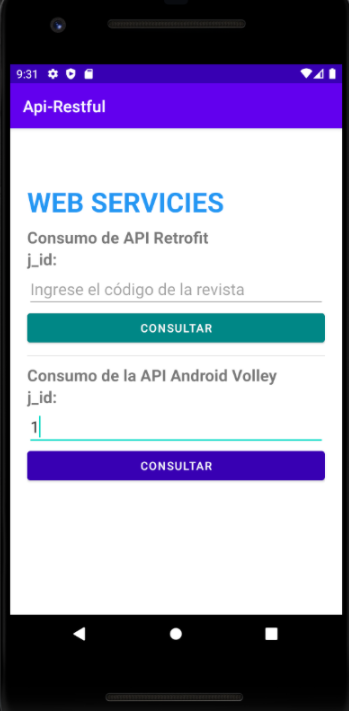 9:31
Api-Restful
WEB SERVICIES
Consumo de API Retrofit
j_id:
Ingrese el código de la revista
CONSULTAR
Consumo de la API Android Volley
j_id:
1
CONSULTAR